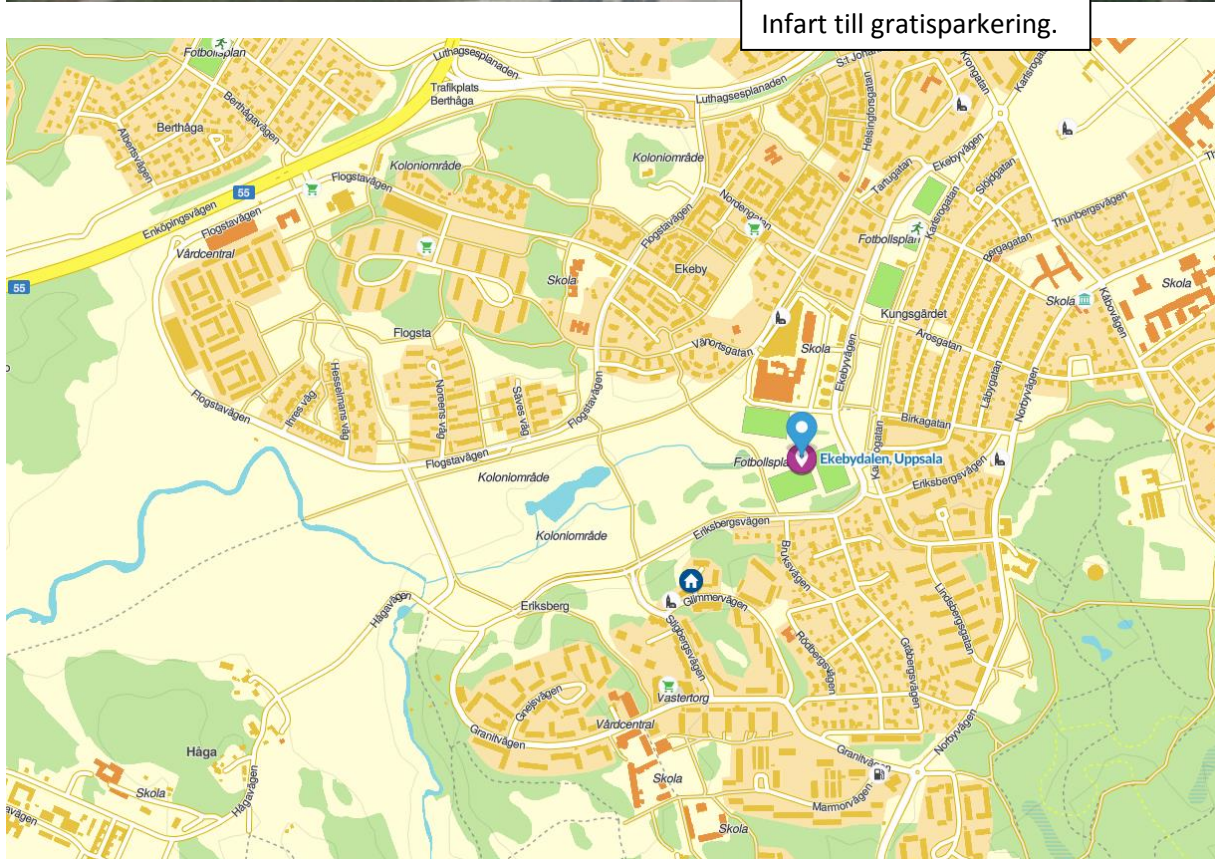 Infart till gratisparkering.
Fotbollsplan
Luthagsesplanaden
S:t Johan
Krongatan
Karlsrogatan
Trafikplats
Berthåga
Berthågavägen
Luthagsesplanaden
Helsingforsgatan
Berthåga
Albertsvägen
Koloniområde
Koloniområde
Ekebyvägen
Tartugatan
Slöjdgatan
55
Flogstavägen
Nordengatan
Thunbergsvägen
Karlsrogatan
Enköpingsvägen
Flogstavägen
Flogstavägen
Fotbollsplan
Bergagatan
Vårdcentral
Ekeby
Skola
Skola
55
Skola
Kåbovägen
Kungsgärdet
Flogsta
Vänortsgatan
Skola
Arosgatan
Ekebyvägen
Norbyvägen
Läbygatan
Flogstavägen
Ihres väg
Hesselmans väg
Noreens väg
Säves väg
Flogstavägen
Birkagatan
Flogstavägen
Koloniområde
Ekebydalen, Uppsala
Eriksbergsvägen
Eriksbergsvägen
Koloniområde
Bruksvägen
Hågavägen
Eriksberg
Glimmervägen
Lindsbergsgatan
Stigbergsvägen
Rödbergsvägen
Gråbergsvägen
Gnejsvägen
Västertorg
Granitvägen
Vårdcentral
Norbyvägen
Håga
Granitvägen
Skola
Skola
Hågavägen
Marmorvägen
Skola